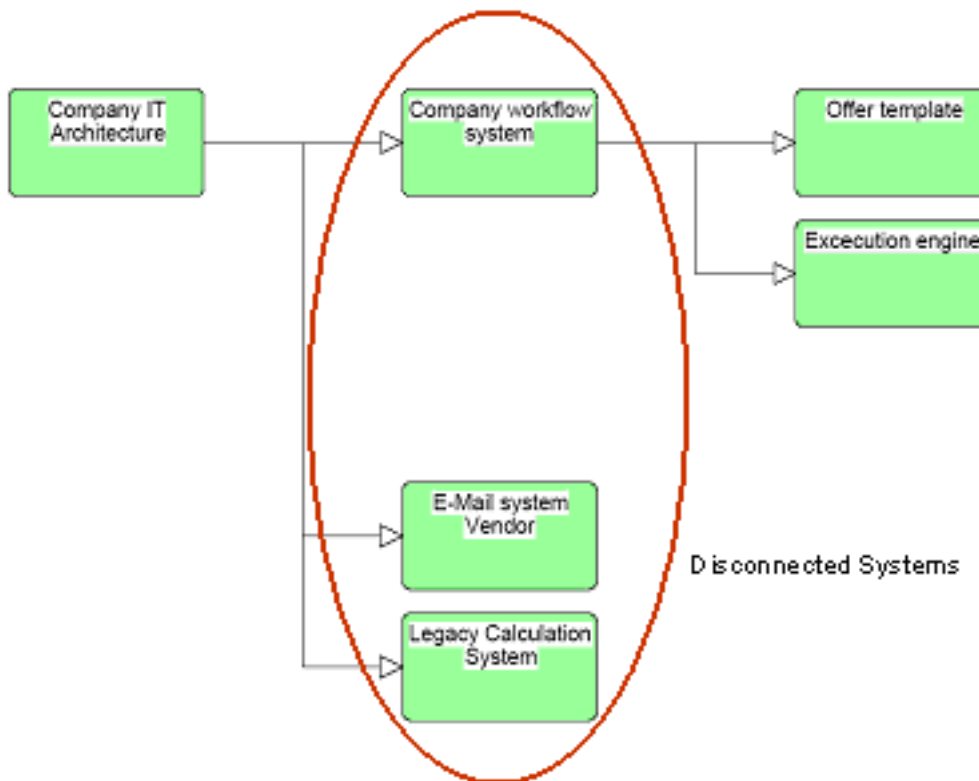 Company IT
Architecture
Company workflow
system
Offer template
Excecution engine
E-Mail system
Vendor
Disconnected Systems
Legacy Calculation
System